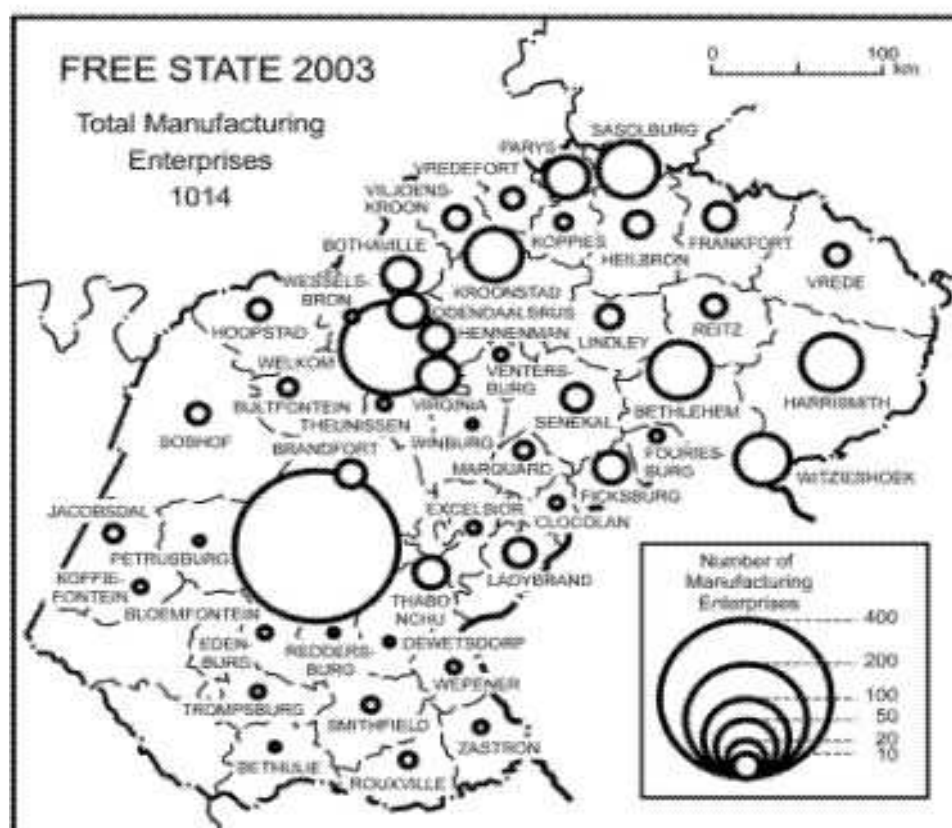 FREE STATE 2003
Total Manufacturing
Enterprises
1014
0 100
km
SASOLBURG
PARYS
VREDEFORT
VILJOENS-
KROON
KOPPIES
HEILBRON
FRANKFORT
BOTHAVILLE
VREDE
WESSELS-
BRON
KROONSTAD
ODENDAALSRUS
HOOPSTAD
HENNENMAN
LINDLEY
REITZ
WELKOM
VENTERS-
BURG
BULTFONTEIN
VIRGINIA
BETHLEHEM
HARRISMITH
THEUNISSEN
SENEKAL
BOSHOF
WINBURG
BRANDFORT
MARQUARD
FOURIES-
BURG
WITZIESHOEK
FICKSBURG
JACOBSDAL
EXCELSIOR
CLOCOLAN
PETRUSBURG
LADYBRAND
KOFFIE-
FONTEIN
THABO
NCHU
BLOEMFONTEIN
EDEN-
BURG
REDDERS-
BURG
DEWETSDORP
WEPENER
TROMPSBURG
SMITHFIELD
ZASTRON
BETHULIE
ROUXVILLE
Number of
Manufacturing
Enterprises
400
200
100
50
20
10